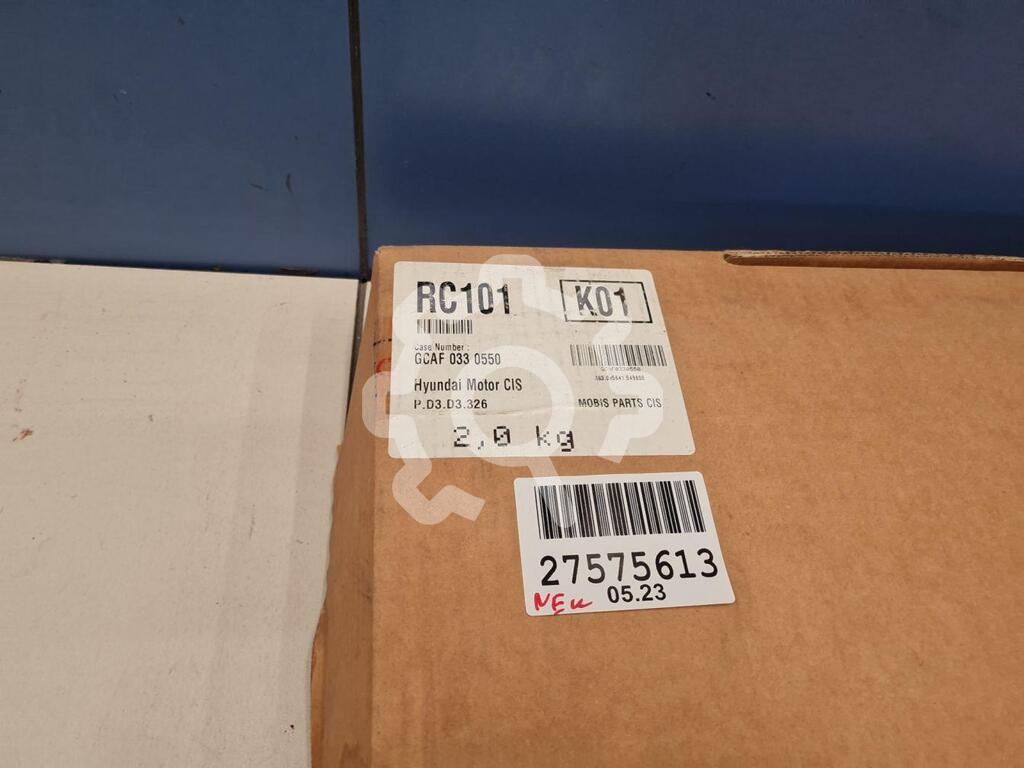 RC101
K01
Case Number :
GCAF 033 0550
GCAF0330550
Hyundai Motor CIS
P.D3.D3.326
MOBIS PARTS CIS
2,0 kg
27575613
NEW 05.23